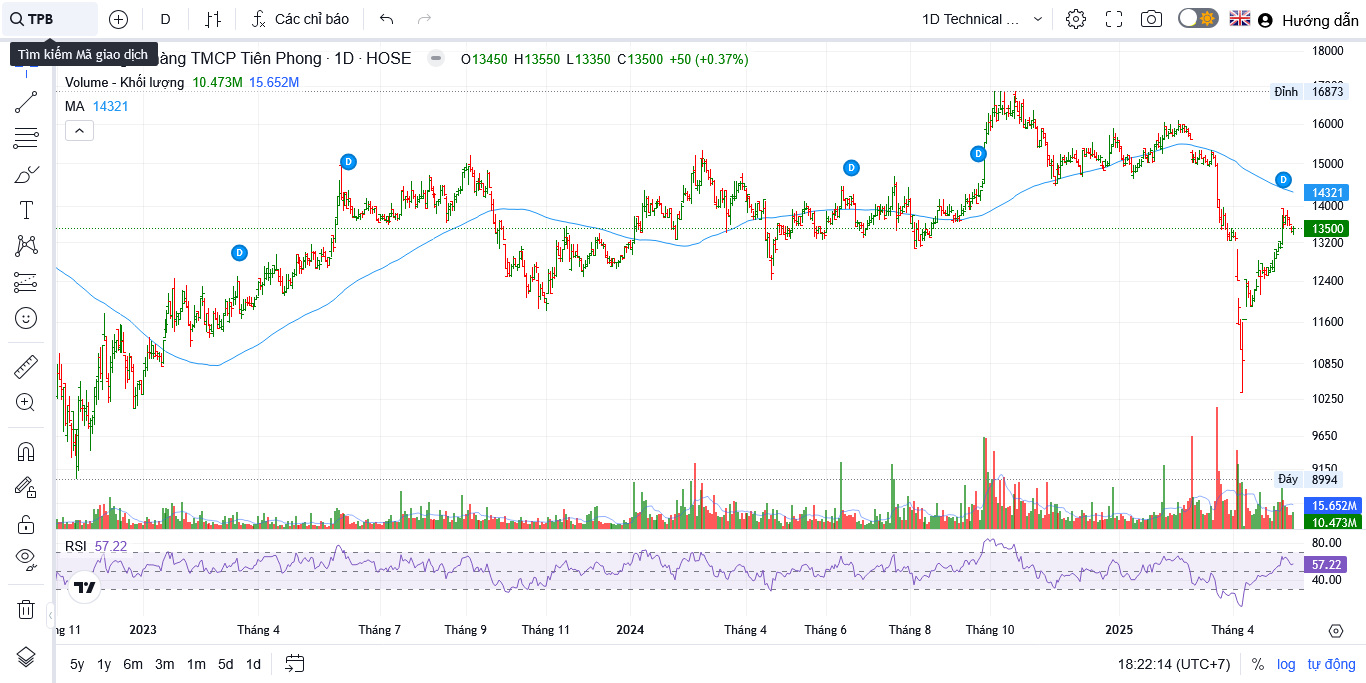 TPB
D
Các chỉ báo
1D Technical ...
Hướng dẫn
Tìm kiếm Mã giao dịch
àng TMCP Tiên Phong · 1D · HOSE
O13450 H13550 L13350 C13500 +50 (+0.37%)
Volume - Khối lượng 10.473M 15.652M
MA 14321
18000
Đỉnh 16873
16000
15000
14321
14000
13500
13200
12400
11600
10850
10250
9650
9150
Đáy 8994
15.652M
10.473M
D
D
D
D
D
RSI 57.22
80.00
57.22
40.00
ng 11 2023 Tháng 4 Tháng 7 Tháng 9 Tháng 11 2024 Tháng 4 Tháng 6 Tháng 8 Tháng 10 2025 Tháng 4
5y 1y 6m 3m 1m 5d 1d
18:22:14 (UTC+7) % log tự động